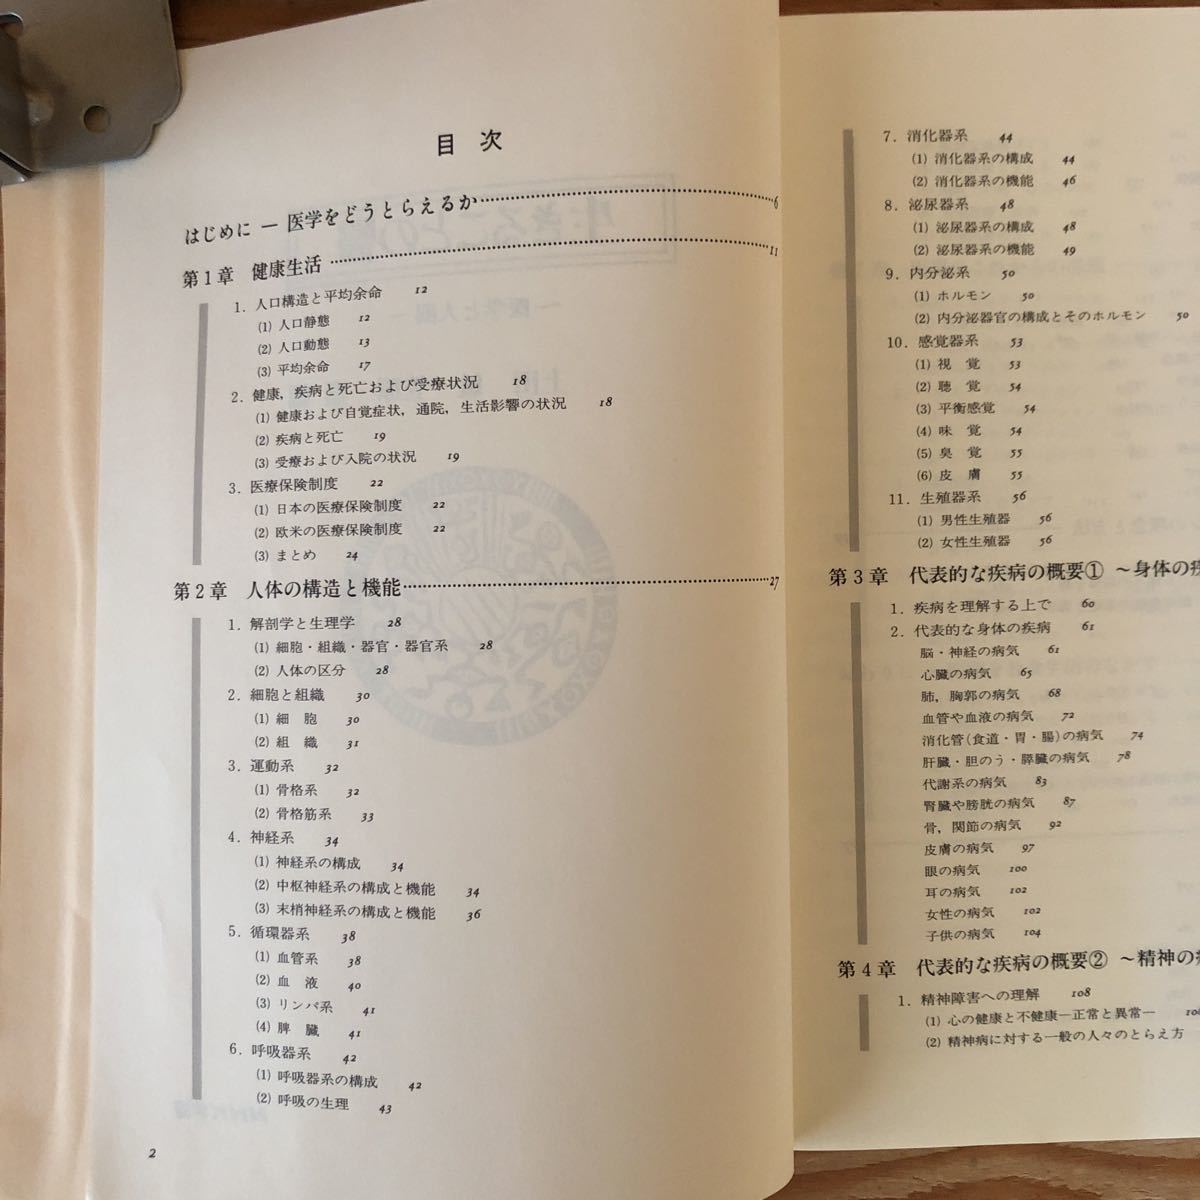 目 次
はじめに ― 医学をどうとらえるか……6
第1章 健康生活……11
1. 人口構造と平均余命 12
(1) 人口静態 12
(2) 人口動態 13
(3) 平均余命 17
2. 健康，疾病と死亡および受療状況 18
(1) 健康および自覚症状，通院，生活影響の状況 18
(2) 疾病と死亡 19
(3) 受療および入院の状況 19
3. 医療保険制度 22
(1) 日本の医療保険制度 22
(2) 欧米の医療保険制度 22
(3) まとめ 24
第2章 人体の構造と機能……27
1. 解剖学と生理学 28
(1) 細胞・組織・器官・器官系 28
(2) 人体の区分 28
2. 細胞と組織 30
(1) 細 胞 30
(2) 組 織 31
3. 運動系 32
(1) 骨格系 32
(2) 骨格筋系 33
4. 神経系 34
(1) 神経系の構成 34
(2) 中枢神経系の構成と機能 34
(3) 末梢神経系の構成と機能 36
5. 循環器系 38
(1) 血管系 38
(2) 血 液 40
(3) リンパ系 41
(4) 脾 臓 41
6. 呼吸器系 42
(1) 呼吸器系の構成 42
(2) 呼吸の生理 43
2
7. 消化器系 44
(1) 消化器系の構成 44
(2) 消化器系の機能 46
8. 泌尿器系 48
(1) 泌尿器系の構成 48
(2) 泌尿器系の機能 49
9. 内分泌系 50
(1) ホルモン 50
(2) 内分泌器官の構成とそのホルモン 50
10. 感覚器系 53
(1) 視 覚 53
(2) 聴 覚 54
(3) 平衡感覚 54
(4) 味 覚 54
(5) 臭 覚 55
(6) 皮 膚 55
11. 生殖器系 56
(1) 男性生殖器 56
(2) 女性生殖器 56
第3章 代表的な疾病の概要① ～身体の疾
1. 疾病を理解する上で 60
2. 代表的な身体の疾病 61
脳・神経の病気 61
心臓の病気 65
肺，胸郭の病気 68
血管や血液の病気 72
消化管（食道・胃・腸）の病気 74
肝臓・胆のう・膵臓の病気 78
代謝系の病気 83
腎臓や膀胱の病気 87
骨，関節の病気 92
皮膚の病気 97
眼の病気 100
耳の病気 102
女性の病気 102
子供の病気 104
第4章 代表的な疾病の概要② ～精神の
1. 精神障害への理解 108
(1) 心の健康と不健康―正常と異常―
(2) 精神病に対する一般の人々のとらえ方